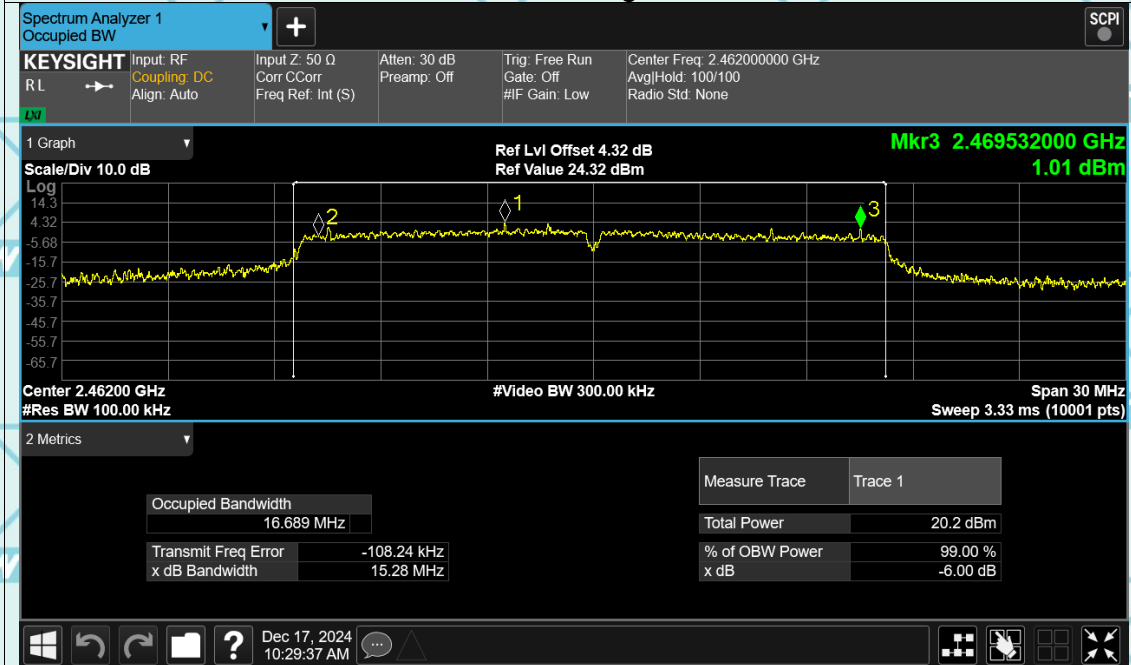 Spectrum Analyzer 1
Occupied BW
+
SCPI
KEYSIGHT
R L
LXI
Input: RF
Coupling: DC
Align: Auto
Input Z: 50 Ω
Corr CCorr
Freq Ref: Int (S)
Atten: 30 dB
Preamp: Off
Trig: Free Run
Gate: Off
#IF Gain: Low
Center Freq: 2.462000000 GHz
Avg|Hold: 100/100
Radio Std: None
1 Graph
Scale/Div 10.0 dB
Ref Lvl Offset 4.32 dB
Ref Value 24.32 dBm
Mkr3 2.469532000 GHz
1.01 dBm
Log
14.3
4.32
-5.68
-15.7
-25.7
-35.7
-45.7
-55.7
-65.7
2
1
3
Center 2.46200 GHz
#Video BW 300.00 kHz
Span 30 MHz
#Res BW 100.00 kHz
Sweep 3.33 ms (10001 pts)
2 Metrics
Measure Trace Trace 1
Occupied Bandwidth
16.689 MHz
Total Power 20.2 dBm
Transmit Freq Error -108.24 kHz
% of OBW Power 99.00 %
x dB Bandwidth 15.28 MHz
x dB -6.00 dB
?
Dec 17, 2024
10:29:37 AM